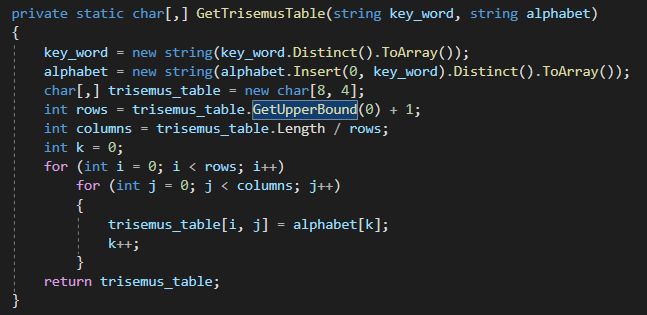 private static char[,] GetTrisemusTable(string key_word, string alphabet)
{
key_word = new string(key_word.Distinct().ToArray());
alphabet = new string(alphabet.Insert(0, key_word).Distinct().ToArray());
char[,] trisemus_table = new char[8, 4];
int rows = trisemus_table.GetUpperBound(0) + 1;
int columns = trisemus_table.Length / rows;
int k = 0;
for (int i = 0; i < rows; i++)
for (int j = 0; j < columns; j++)
{
trisemus_table[i, j] = alphabet[k];
k++;
}
return trisemus_table;
}